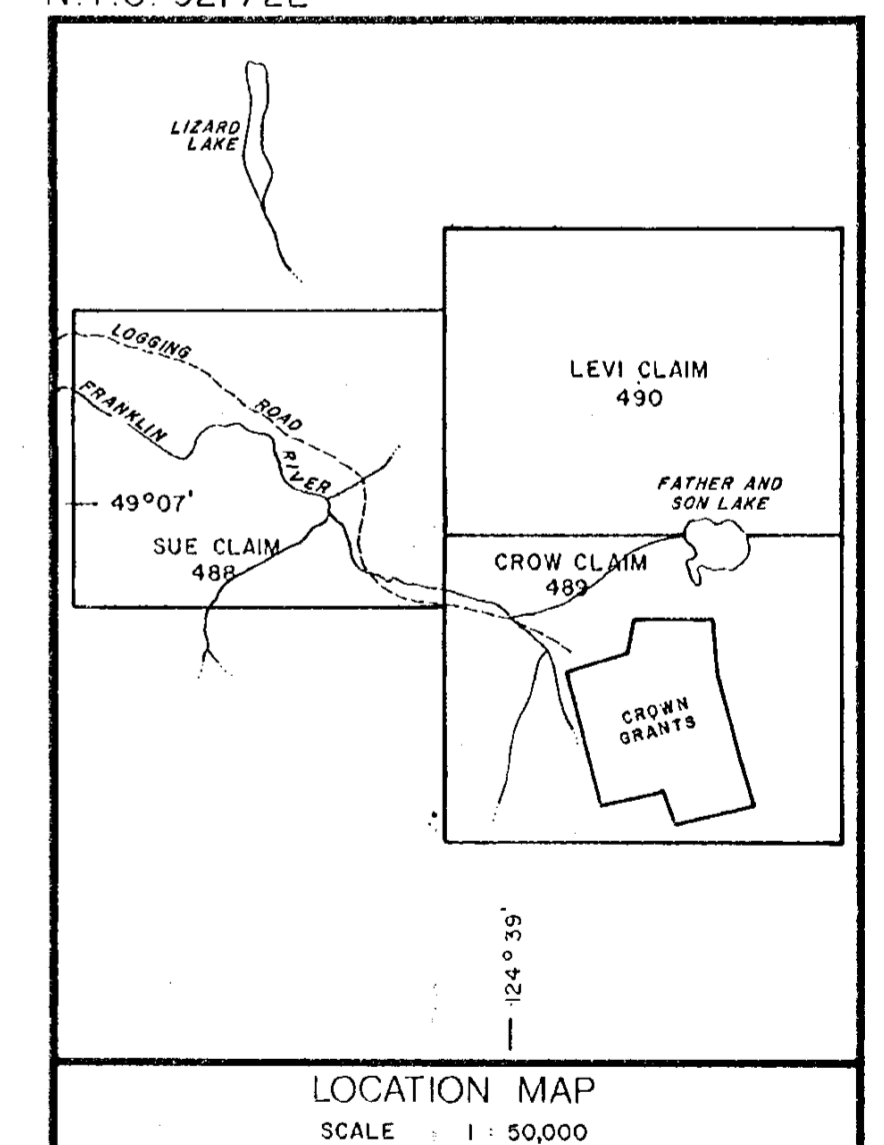 LIZARD
LAKE
LOGGING
ROAD
FRANKLIN
RIVER
LEVI CLAIM
490
49°07'
FATHER AND
SON LAKE
SUE CLAIM
488
CROW CLAIM
489
CROWN
GRANTS
124° 39'
LOCATION MAP
SCALE 1 : 50,000